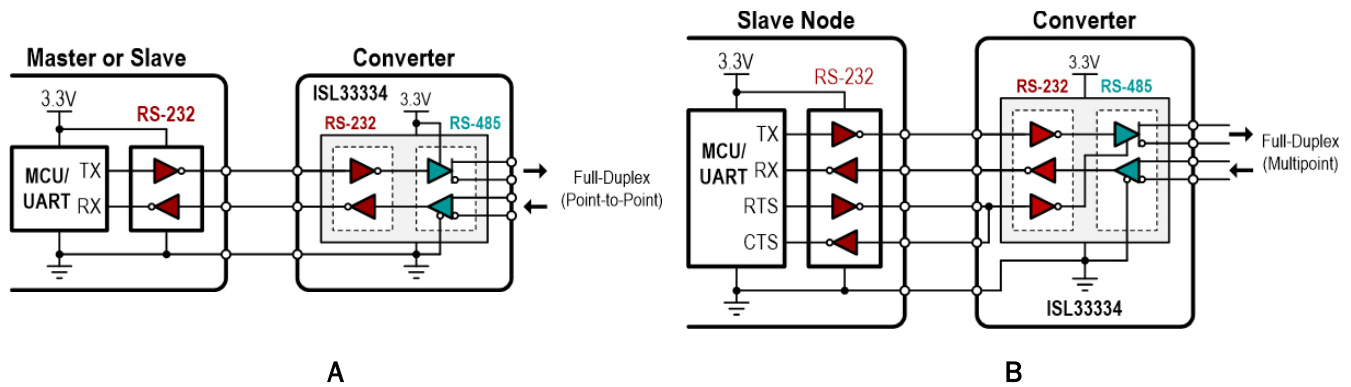 Master or Slave
Converter
3.3V
RS-232
MCU/
UART
TX
RX
ISL33334
3.3V
RS-232
RS-485
Full-Duplex
(Point-to-Point)
A
Slave Node
Converter
3.3V
RS-232
MCU/
UART
TX
RX
RTS
CTS
3.3V
RS-232
RS-485
ISL33334
Full-Duplex
(Multipoint)
B